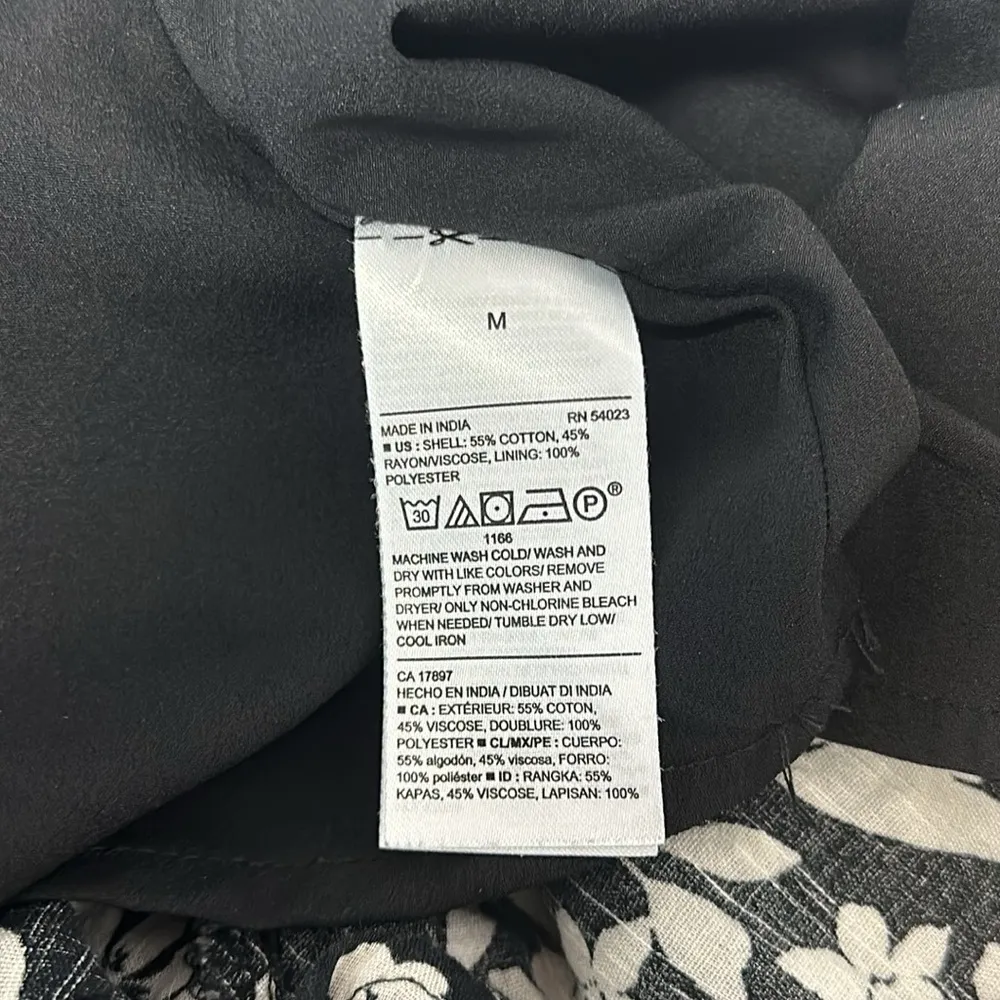 M
MADE IN INDIA RN 54023
■ US : SHELL: 55% COTTON, 45%
RAYON/VISCOSE, LINING: 100%
POLYESTER
30 P ®
1166
MACHINE WASH COLD/ WASH AND
DRY WITH LIKE COLORS/ REMOVE
PROMPTLY FROM WASHER AND
DRYER/ ONLY NON-CHLORINE BLEACH
WHEN NEEDED/ TUMBLE DRY LOW/
COOL IRON
CA 17897
HECHO EN INDIA / DIBUAT DI INDIA
■ CA : EXTÉRIEUR: 55% COTON,
45% VISCOSE, DOUBLURE: 100%
POLYESTER ■ CL/MX/PE : CUERPO:
55% algodón, 45% viscosa, FORRO:
100% poliéster ■ ID : RANGKA: 55%
KAPAS, 45% VISCOSE, LAPISAN: 100%